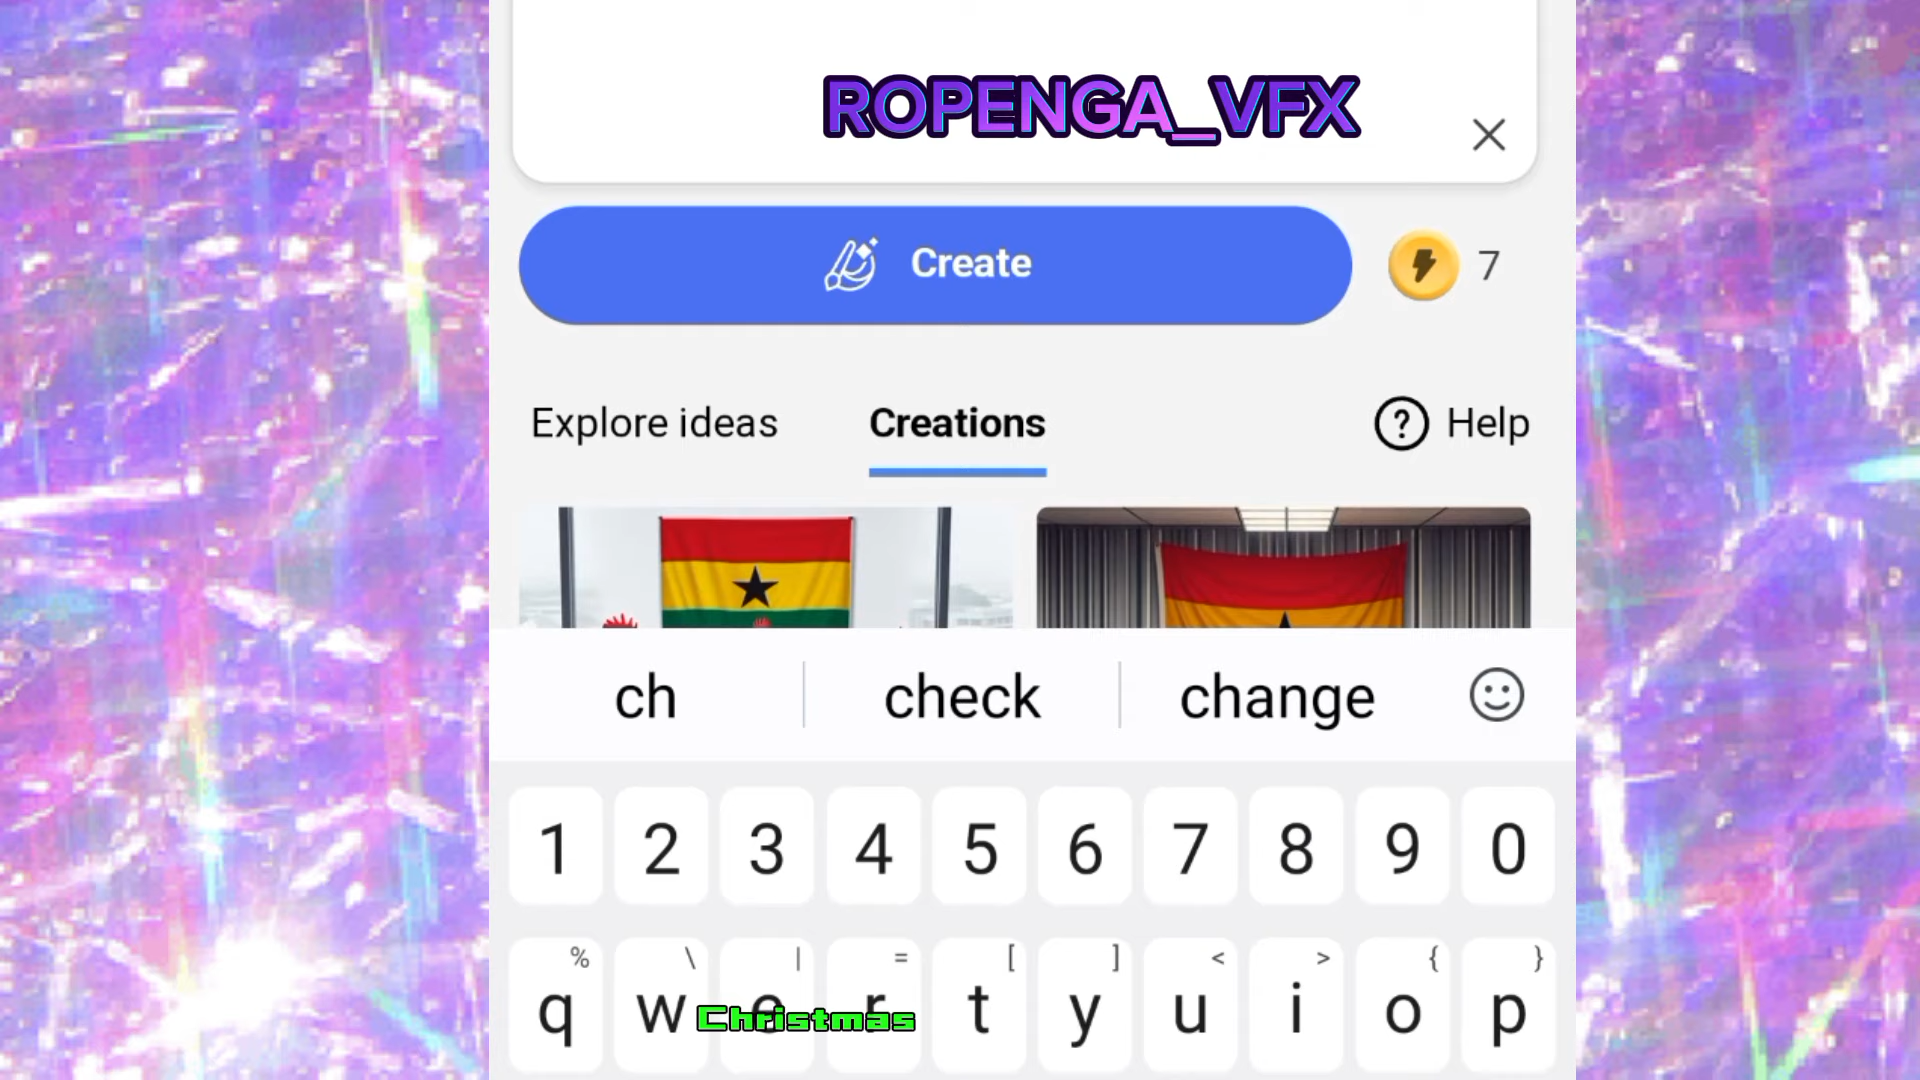 ROPENGA_VFX
Create
7
Explore ideas
Creations
? Help
ch
check
change
1 2 3 4 5 6 7 8 9 0
% \ | = [ ] < > { }
q w e r t y u i o p
Christmas